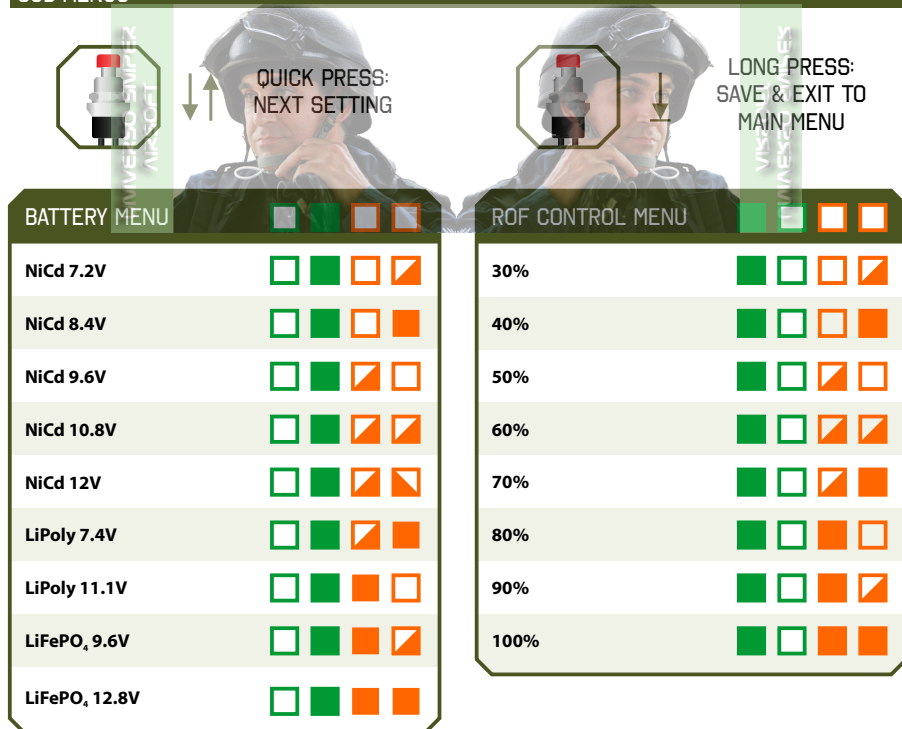 QUICK PRESS:
NEXT SETTING
LONG PRESS:
SAVE & EXIT TO
MAIN MENU
BATTERY MENU
NiCd 7.2V
NiCd 8.4V
NiCd 9.6V
NiCd 10.8V
NiCd 12V
LiPoly 7.4V
LiPoly 11.1V
LiFePO₄ 9.6V
LiFePO₄ 12.8V
ROF CONTROL MENU
30%
40%
50%
60%
70%
80%
90%
100%